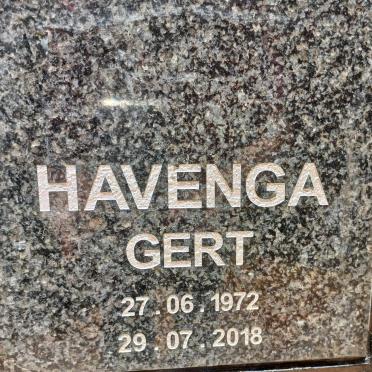 HAVENGA
GERT
27 . 06 . 1972
29 . 07 . 2018